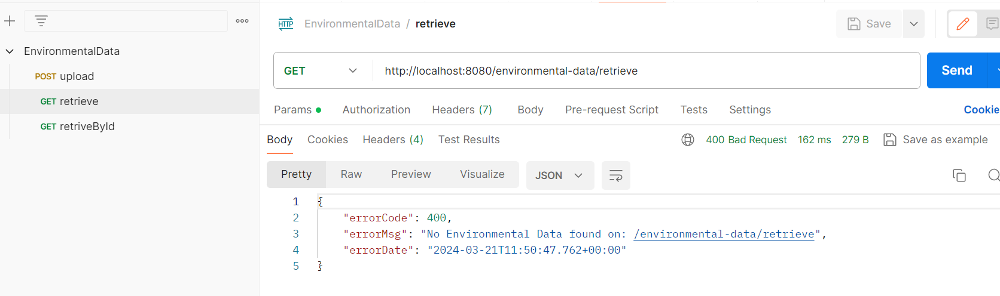 EnvironmentalData
POST upload
GET retrieve
GET retriveById
HTTP EnvironmentalData / retrieve
Save
GET http://localhost:8080/environmental-data/retrieve
Send
Params Authorization Headers (7) Body Pre-request Script Tests Settings Cookie
Body Cookies Headers (4) Test Results 400 Bad Request 162 ms 279 B Save as example
Pretty Raw Preview Visualize JSON
1 {
2 "errorCode": 400,
3 "errorMsg": "No Environmental Data found on: /environmental-data/retrieve",
4 "errorDate": "2024-03-21T11:50:47.762+00:00"
5 }